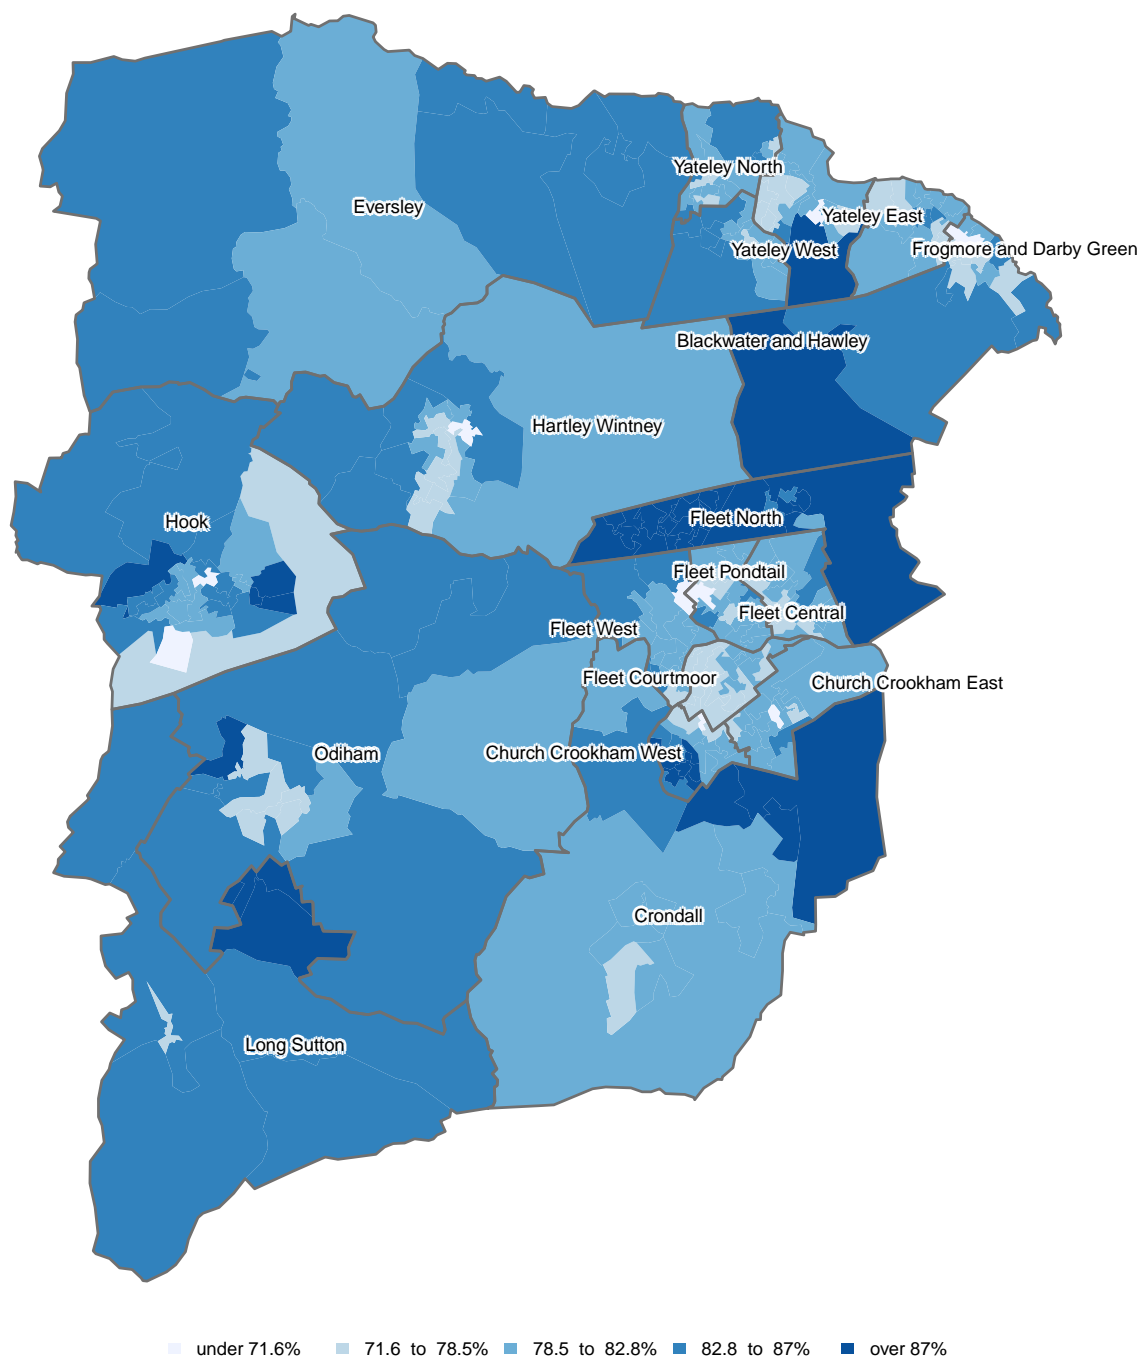 Yateley North
Eversley
Yateley East
Yateley West
Frogmore and Darby Green
Blackwater and Hawley
Hartley Wintney
Hook
Fleet North
Fleet Pondtail
Fleet Central
Fleet West
Fleet Courtmoor
Church Crookham East
Odiham
Church Crookham West
Crondall
Long Sutton
under 71.6% 71.6 to 78.5% 78.5 to 82.8% 82.8 to 87% over 87%